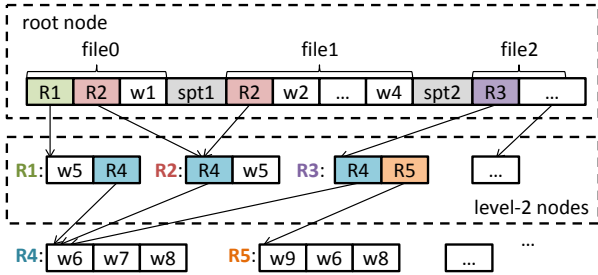 root node
file0 file1 file2
R1 R2 w1 spt1 R2 w2 ... w4 spt2 R3 ...
R1: w5 R4 R2: R4 w5 R3: R4 R5 ...
level-2 nodes
R4: w6 w7 w8 R5: w9 w6 w8 ... ...